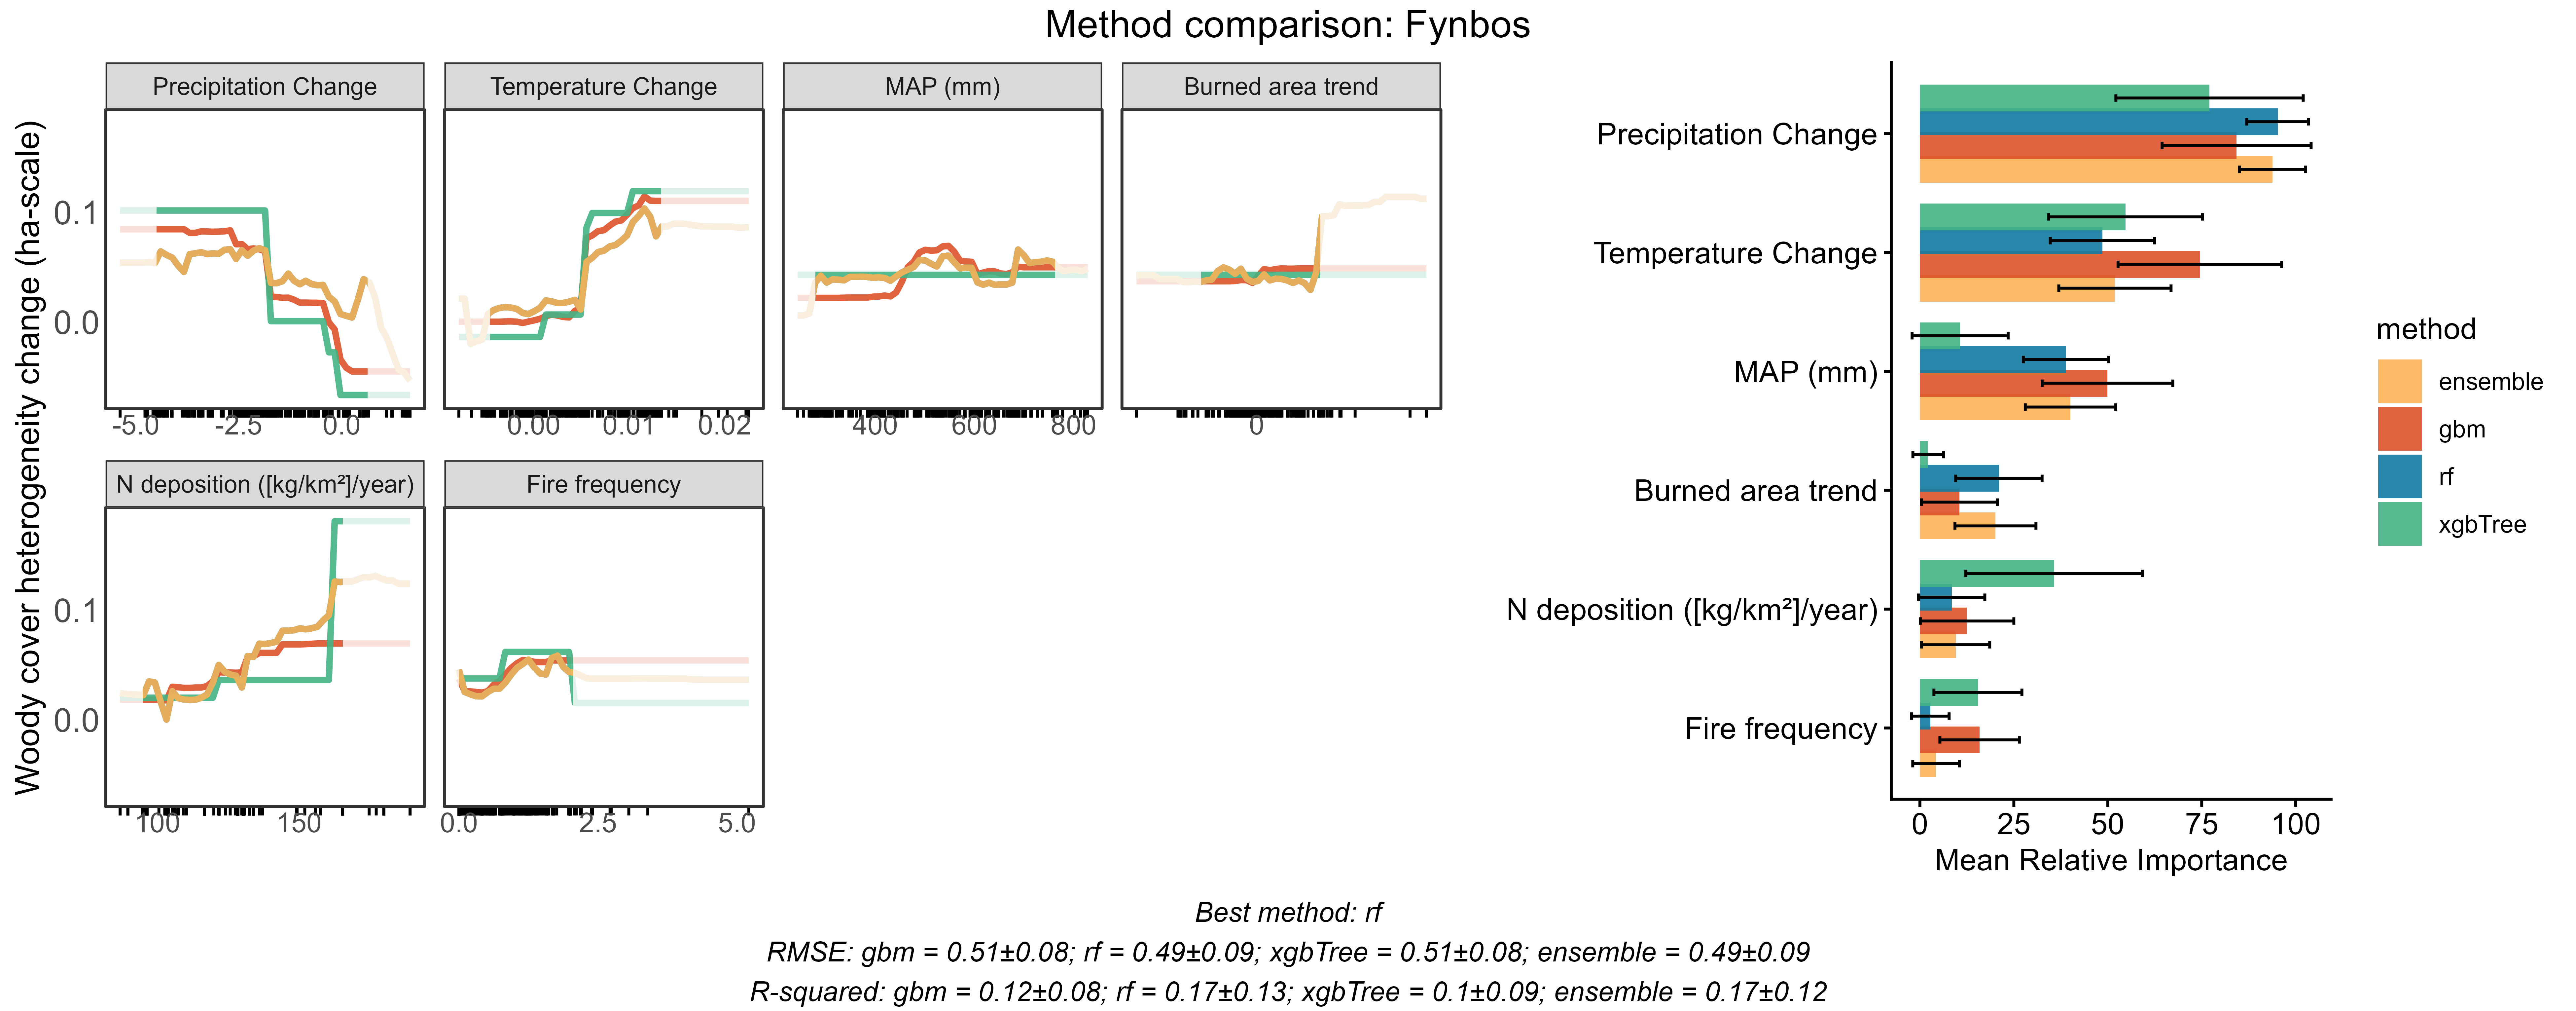 Method comparison: Fynbos
Woody cover heterogeneity change (ha-scale)
Precipitation Change
Temperature Change
MAP (mm)
Burned area trend
0.1
0.0
-5.0 -2.5 0.0
0.00 0.01 0.02
400 600 800
0
N deposition ([kg/km²]/year)
Fire frequency
0.1
0.0
100 150
0.0 2.5 5.0
Precipitation Change
Temperature Change
MAP (mm)
Burned area trend
N deposition ([kg/km²]/year)
Fire frequency
0 25 50 75 100
Mean Relative Importance
method
ensemble
gbm
rf
xgbTree
Best method: rf
RMSE: gbm = 0.51±0.08; rf = 0.49±0.09; xgbTree = 0.51±0.08; ensemble = 0.49±0.09
R-squared: gbm = 0.12±0.08; rf = 0.17±0.13; xgbTree = 0.1±0.09; ensemble = 0.17±0.12